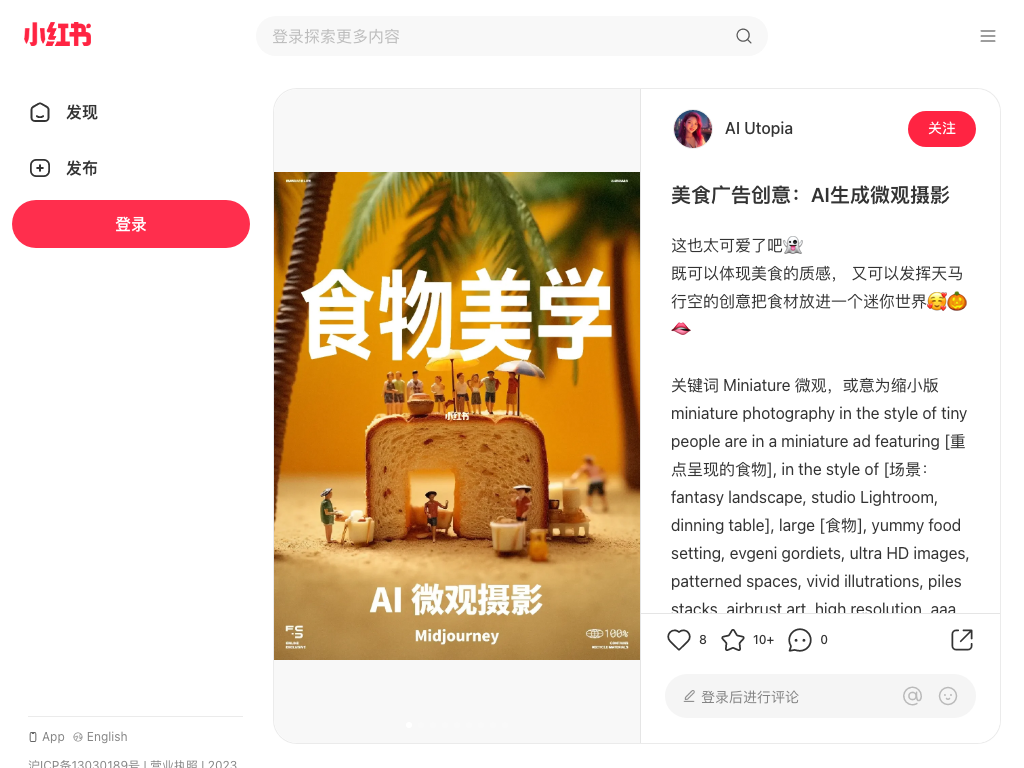 小红书
登录探索更多内容
发现
发布
登录
AI Utopia
关注
美食广告创意：AI生成微观摄影
这也太可爱了吧👻
既可以体现美食的质感， 又可以发挥天马
行空的创意把食材放进一个迷你世界🥰🎃
👄
关键词 Miniature 微观，或意为缩小版
miniature photography in the style of tiny
people are in a miniature ad featuring [重
点呈现的食物], in the style of [场景：
fantasy landscape, studio Lightroom,
dinning table], large [食物], yummy food
setting, evgeni gordiets, ultra HD images,
patterned spaces, vivid illutrations, piles
stacks, airbrust art, high resolution, aaa
食物美学
小红书
AI 微观摄影
Midjourney
100%
8
10+
0
登录后进行评论
App
English
沪ICP备13030189号 | 营业执照 | 2023